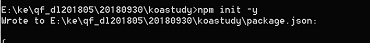 E:\ke\qf_dl201805\20180930\koastudy>npm init -y
Wrote to E:\ke\qf_dl201805\20180930\koastudy\package.json:
{